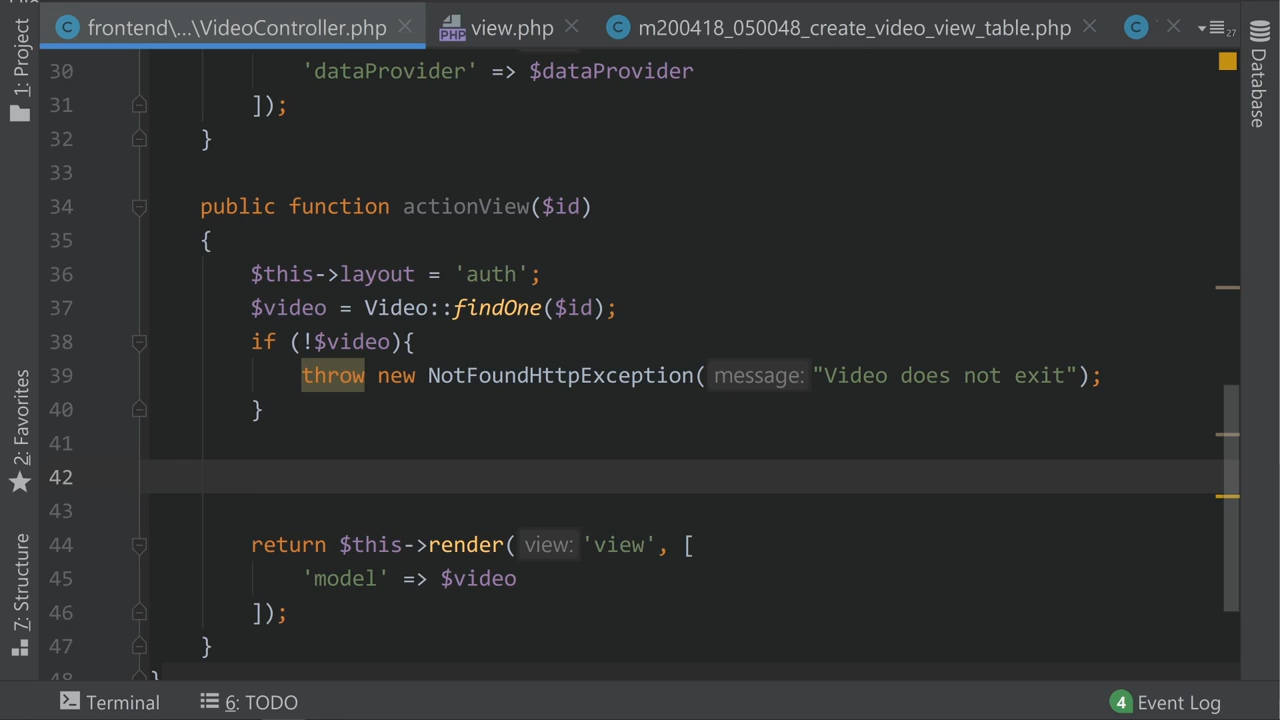 frontend\...\VideoController.php
view.php
m200418_050048_create_video_view_table.php
27
1: Project
2: Favorites
7: Structure
Database
30 'dataProvider' => $dataProvider
31 ]);
32 }
33
34 public function actionView($id)
35 {
36 $this->layout = 'auth';
37 $video = Video::findOne($id);
38 if (!$video){
39 throw new NotFoundHttpException( message: "Video does not exit");
40 }
41
42
43
44 return $this->render( view: 'view', [
45 'model' => $video
46 ]);
47 }
48 }
Terminal
6: TODO
4 Event Log